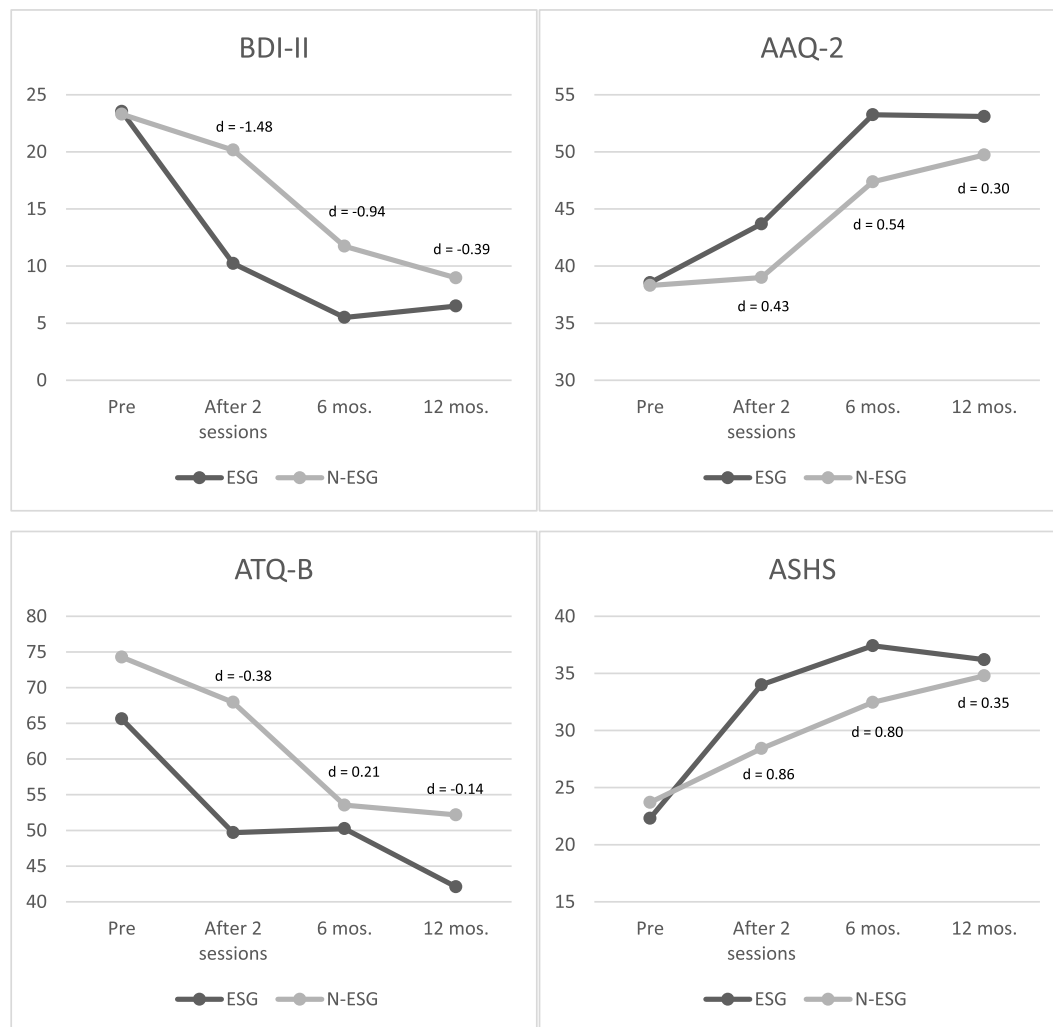 BDI-II
25
20
15
10
5
0
d = -1.48
d = -0.94
d = -0.39
Pre
After 2
sessions
6 mos.
12 mos.
ESG
N-ESG
AAQ-2
55
50
45
40
35
30
d = 0.43
d = 0.54
d = 0.30
Pre
After 2
sessions
6 mos.
12 mos.
ESG
N-ESG
ATQ-B
80
75
70
65
60
55
50
45
40
d = -0.38
d = 0.21
d = -0.14
Pre
After 2
sessions
6 mos.
12 mos.
ESG
N-ESG
ASHS
40
35
30
25
20
15
d = 0.86
d = 0.80
d = 0.35
Pre
After 2
sessions
6 mos.
12 mos.
ESG
N-ESG